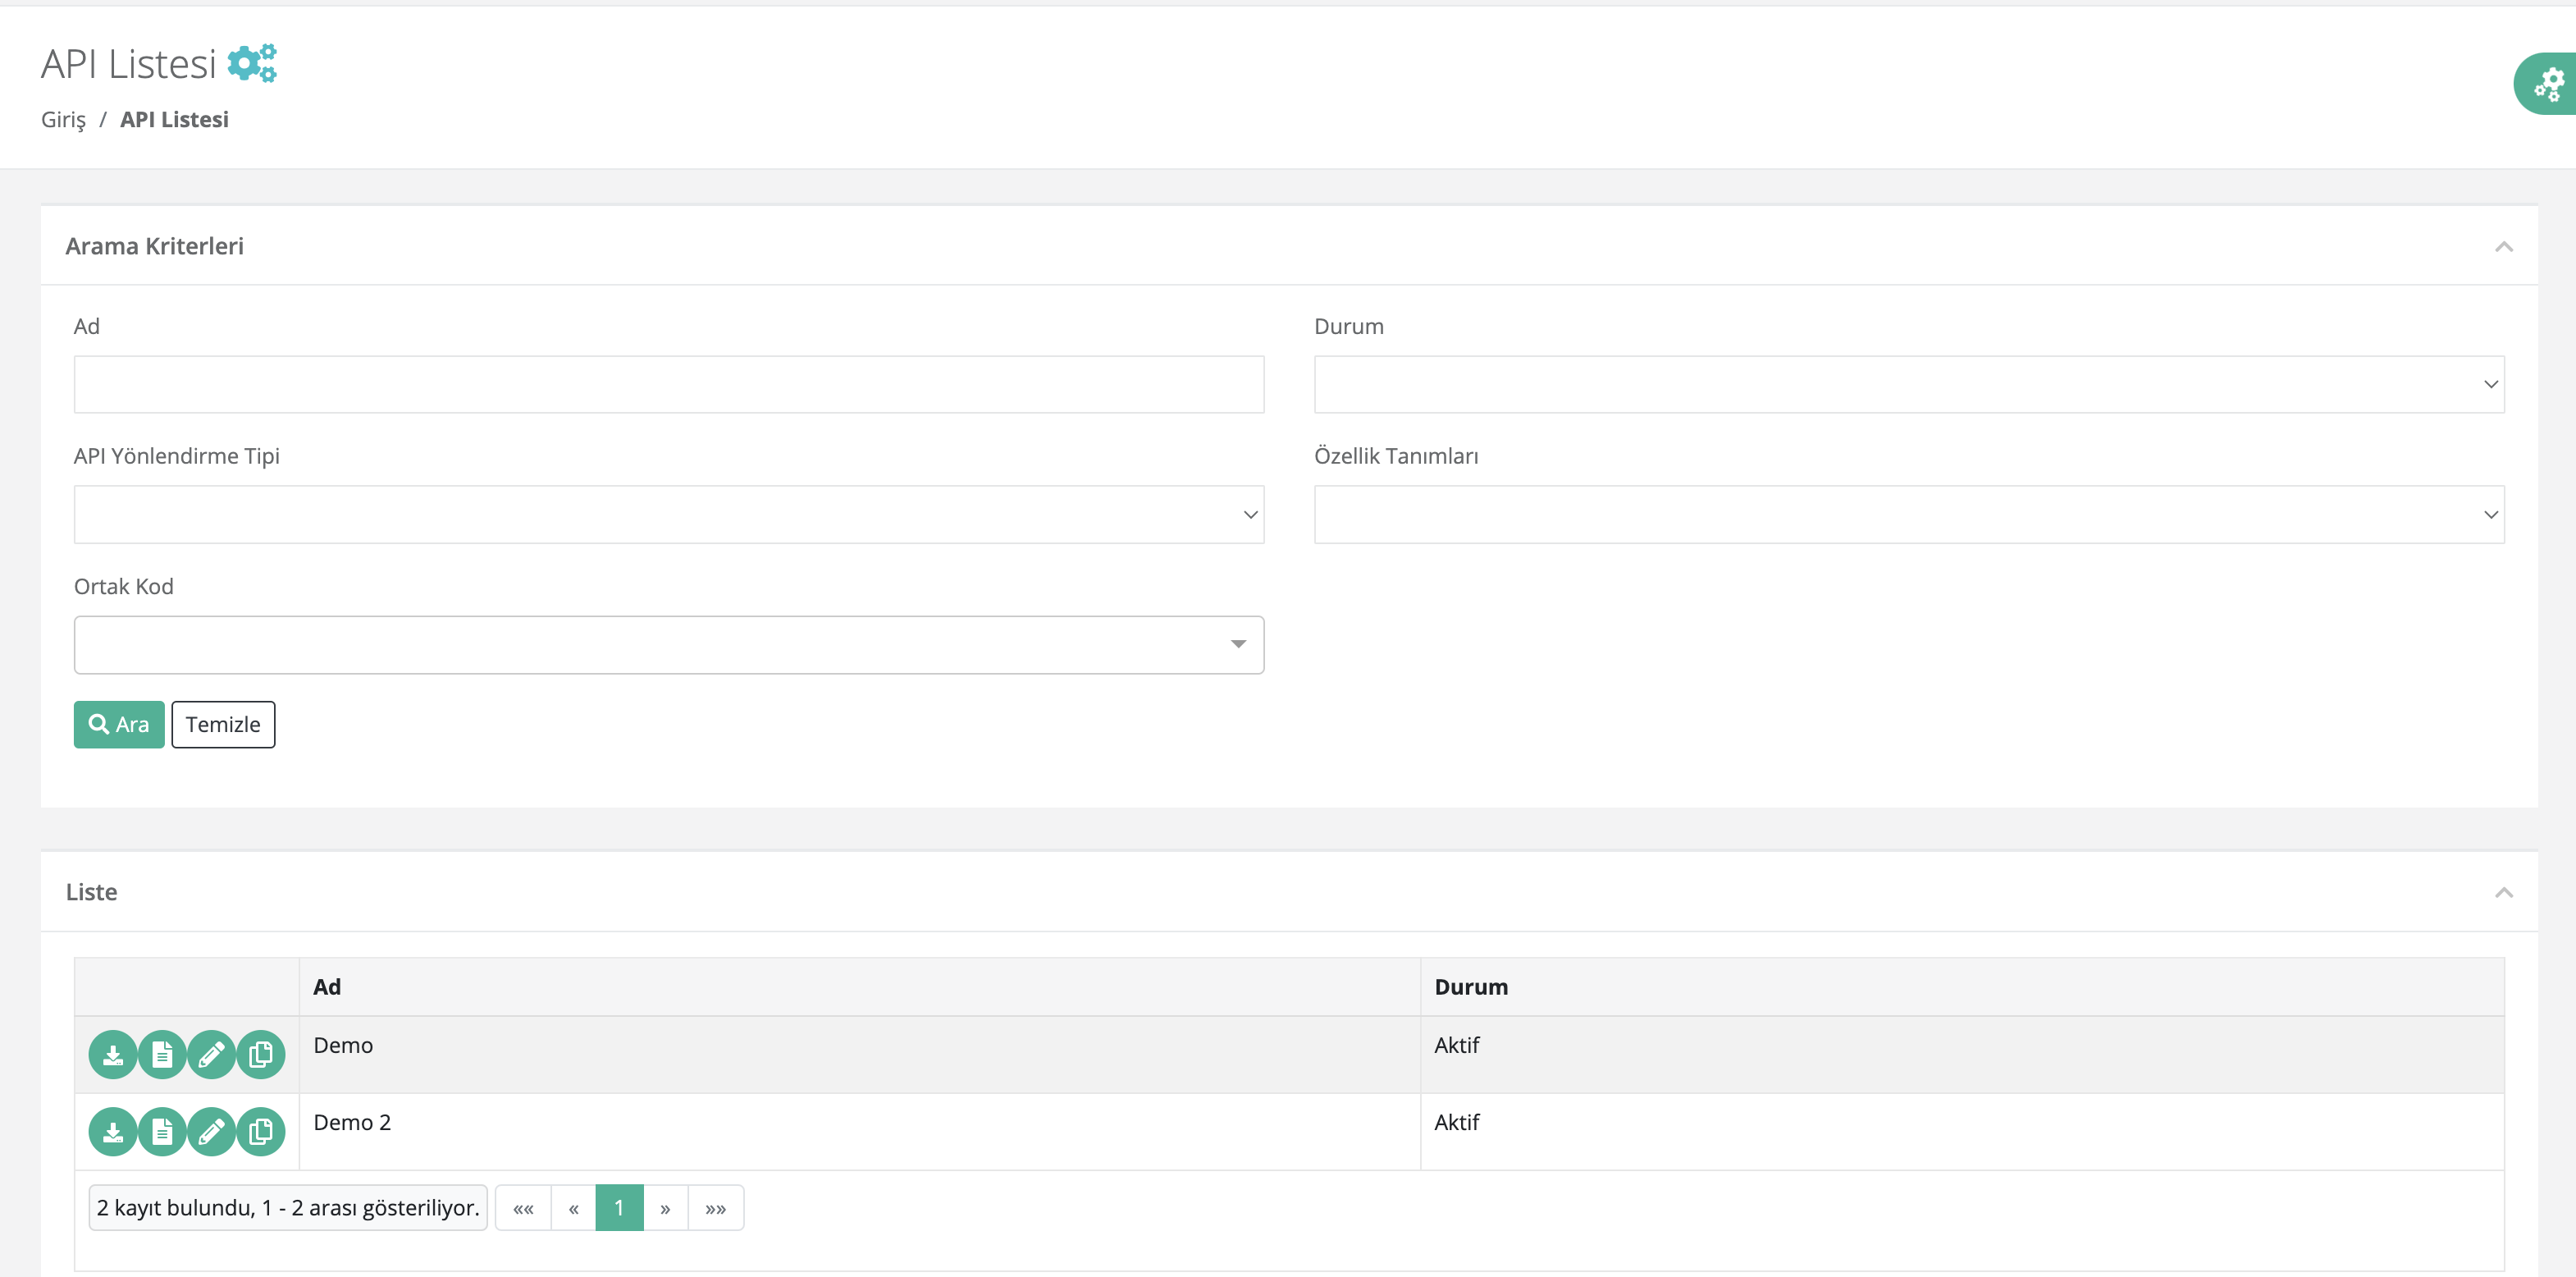 API Listesi
Giriş / API Listesi
Arama Kriterleri
Ad
Durum
API Yönlendirme Tipi
Özellik Tanımları
Ortak Kod
Ara
Temizle
Liste
Ad
Durum
Demo
Aktif
Demo 2
Aktif
2 kayıt bulundu, 1 - 2 arası gösteriliyor.
«« « 1 » »»